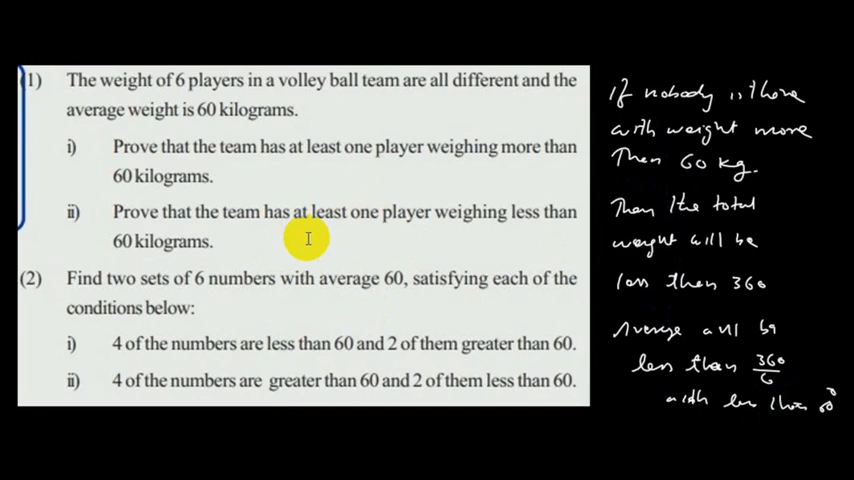 (1) The weight of 6 players in a volley ball team are all different and the
average weight is 60 kilograms.
i) Prove that the team has at least one player weighing more than
60 kilograms.
ii) Prove that the team has at least one player weighing less than
60 kilograms.
(2) Find two sets of 6 numbers with average 60, satisfying each of the
conditions below:
i) 4 of the numbers are less than 60 and 2 of them greater than 60.
ii) 4 of the numbers are greater than 60 and 2 of them less than 60.
If nobody is there
with weight more
Then 60 kg.
Then the total
weight will be
less then 360
Average will be
less than 360/6
less than 60